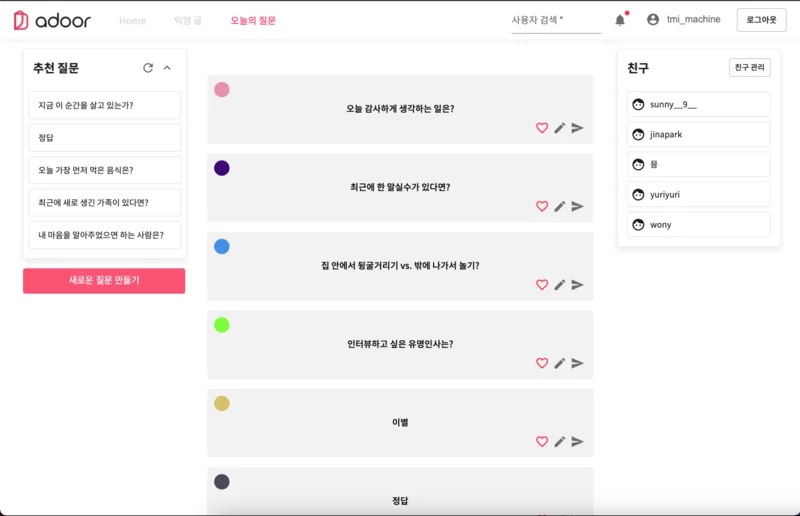 adoor
Home
익명 글
오늘의 질문
사용자 검색 *
tmi_machine
로그아웃
추천 질문
지금 이 순간을 살고 있는가?
정답
오늘 가장 먼저 먹은 음식은?
최근에 새로 생긴 가족이 있다면?
내 마음을 알아주었으면 하는 사람은?
새로운 질문 만들기
오늘 감사하게 생각하는 일은?
최근에 한 말실수가 있다면?
집 안에서 뒹굴거리기 vs. 밖에 나가서 놀기?
인터뷰하고 싶은 유명인사는?
이별
정답
친구
친구 관리
sunny__9__
jinapark
yuriyuri
wony